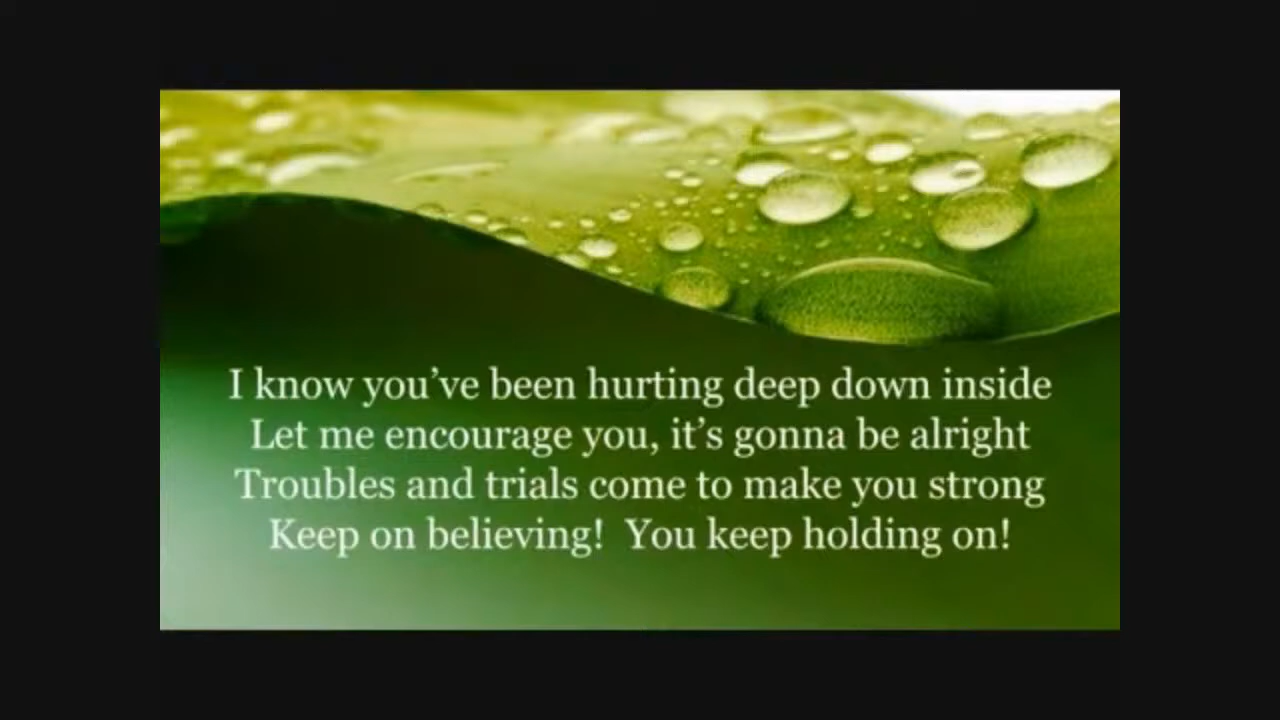 I know you’ve been hurting deep down inside
Let me encourage you, it’s gonna be alright
Troubles and trials come to make you strong
Keep on believing!  You keep holding on!